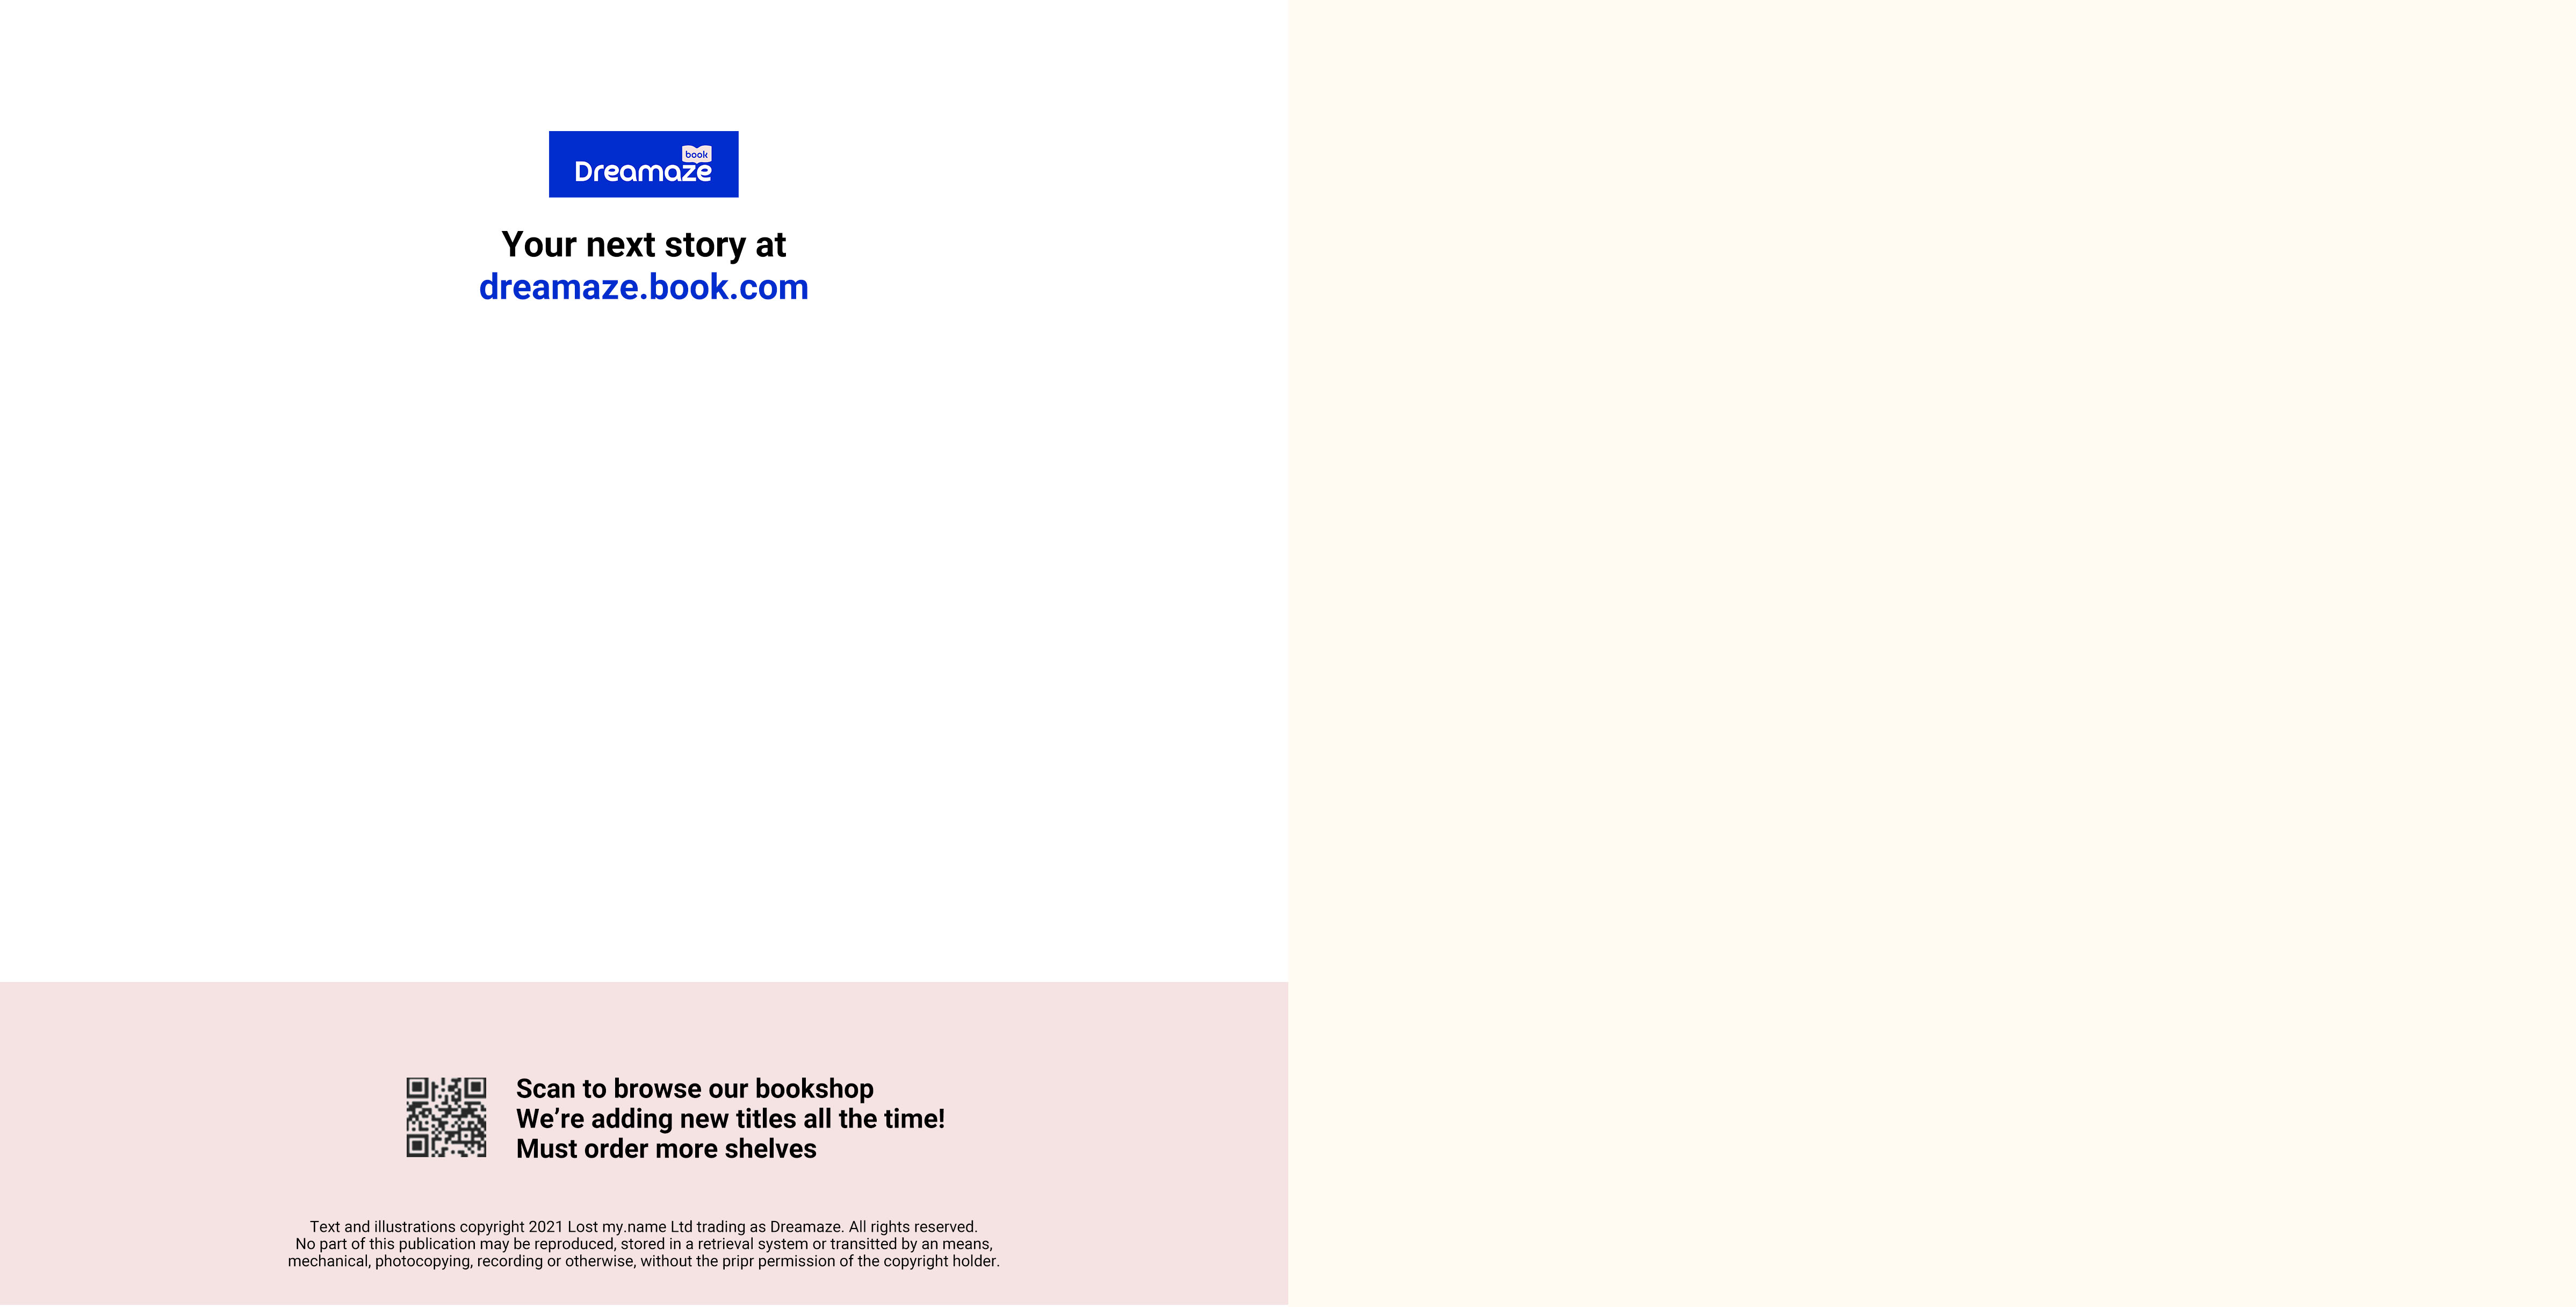 book
Dreamaze
Your next story at
dreamaze.book.com
Scan to browse our bookshop
We’re adding new titles all the time!
Must order more shelves
Text and illustrations copyright 2021 Lost my.name Ltd trading as Dreamaze. All rights reserved.
No part of this publication may be reproduced, stored in a retrieval system or transitted by an means,
mechanical, photocopying, recording or otherwise, without the pripr permission of the copyright holder.